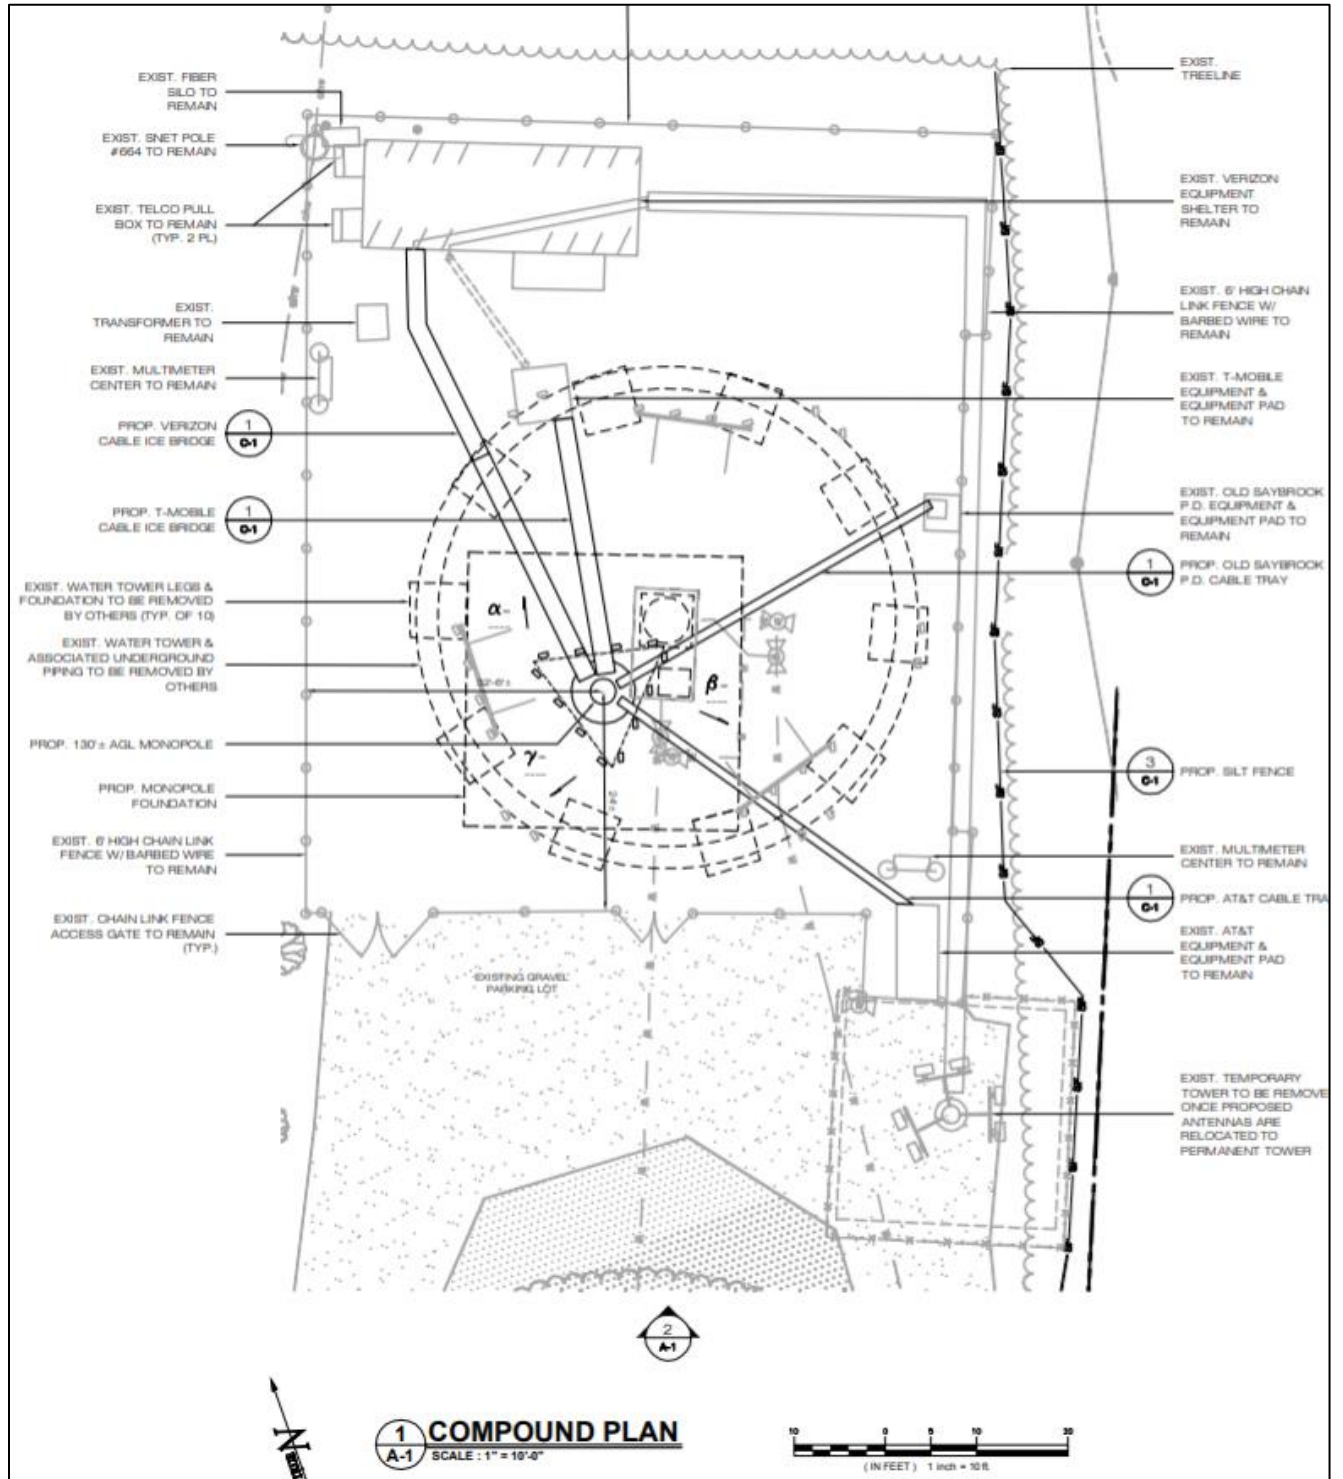 EXIST. FIBER
SILO TO
REMAIN
EXIST. SNET POLE
#664 TO REMAIN
EXIST. TELCO PULL
BOX TO REMAIN
(TYP. 2 PL)
EXIST.
TRANSFORMER TO
REMAIN
EXIST. MULTIMETER
CENTER TO REMAIN
PROP. VERIZON
CABLE ICE BRIDGE
1
C-1
PROP. T-MOBILE
CABLE ICE BRIDGE
1
C-1
EXIST. WATER TOWER LEGS &
FOUNDATION TO BE REMOVED
BY OTHERS (TYP. OF 10)
EXIST. WATER TOWER &
ASSOCIATED UNDERGROUND
PIPING TO BE REMOVED BY
OTHERS
PROP. 130'± AGL MONOPOLE
PROP. MONOPOLE
FOUNDATION
EXIST. 6' HIGH CHAIN LINK
FENCE W/ BARBED WIRE
TO REMAIN
EXIST. CHAIN LINK FENCE
ACCESS GATE TO REMAIN
(TYP.)
α
β
γ
24'±
EXISTING GRAVEL
PARKING LOT
EXIST.
TREELINE
EXIST. VERIZON
EQUIPMENT
SHELTER TO
REMAIN
EXIST. 6' HIGH CHAIN
LINK FENCE W/
BARBED WIRE TO
REMAIN
EXIST. T-MOBILE
EQUIPMENT &
EQUIPMENT PAD
TO REMAIN
EXIST. OLD SAYBROOK
P.D. EQUIPMENT &
EQUIPMENT PAD TO
REMAIN
1
C-1
PROP. OLD SAYBROOK
P.D. CABLE TRAY
3
C-1
PROP. SILT FENCE
EXIST. MULTIMETER
CENTER TO REMAIN
1
C-1
PROP. AT&T CABLE TRA
EXIST. AT&T
EQUIPMENT &
EQUIPMENT PAD
TO REMAIN
EXIST. TEMPORARY
TOWER TO BE REMOVE
ONCE PROPOSED
ANTENNAS ARE
RELOCATED TO
PERMANENT TOWER
2
A-1
N
1
A-1
COMPOUND PLAN
SCALE : 1" = 10'-0"
10 0 5 10 30
( IN FEET ) 1 inch = 10 ft.